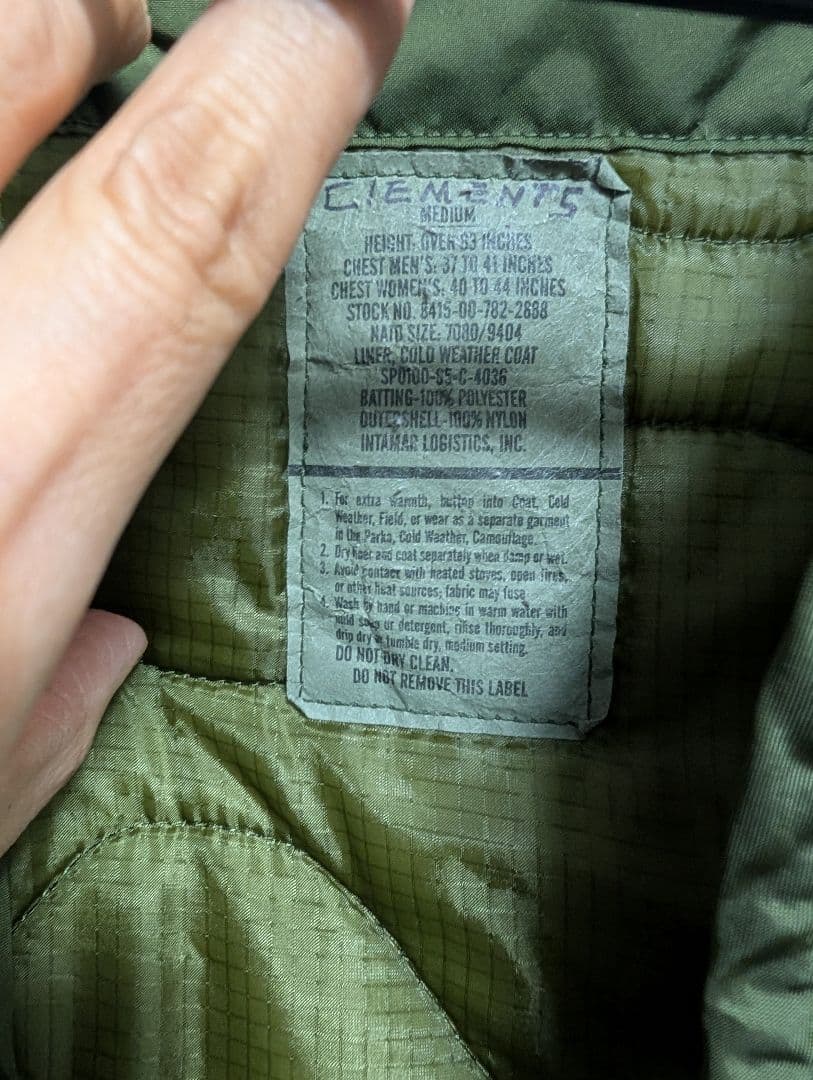 CIEMENTS
MEDIUM
HEIGHT: OVER 63 INCHES
CHEST MEN'S: 37 TO 41 INCHES
CHEST WOMEN'S: 40 TO 44 INCHES
STOCK NO. 8415-00-782-2888
NATO SIZE: 7080/9404
LINER, COLD WEATHER COAT
SPO100-95-C-4036
BATTING-100% POLYESTER
OUTERSHELL-100% NYLON
INTAMAR LOGISTICS, INC.
1. For extra warmth, button into Coat, Cold
Weather, Field, or wear as a separate garment
in the Parka, Cold Weather, Camouflage.
2. Dry liner and coat separately when damp or wet.
3. Avoid contact with heated stoves, open fires,
or other heat sources; fabric may fuse
4. Wash by hand or machine in warm water with
mild soap or detergent, rinse thoroughly, and
drip dry or tumble dry, medium setting.
DO NOT DRY CLEAN.
DO NOT REMOVE THIS LABEL